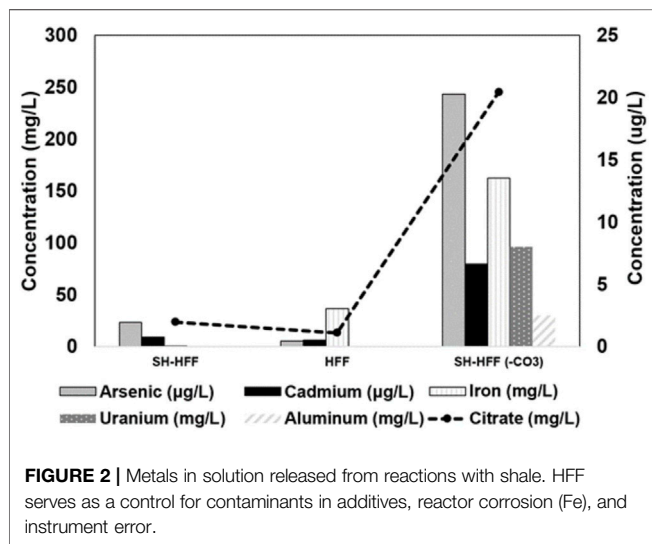 300
250
200
150
100
50
0
Concentration (mg/L)
25
20
15
10
5
0
Concentration (ug/L)
SH-HFF HFF SH-HFF (-CO3)
Arsenic (µg/L) Cadmium (µg/L) Iron (mg/L)
Uranium (mg/L) Aluminum (mg/L) Citrate (mg/L)
FIGURE 2 | Metals in solution released from reactions with shale. HFF
serves as a control for contaminants in additives, reactor corrosion (Fe), and
instrument error.